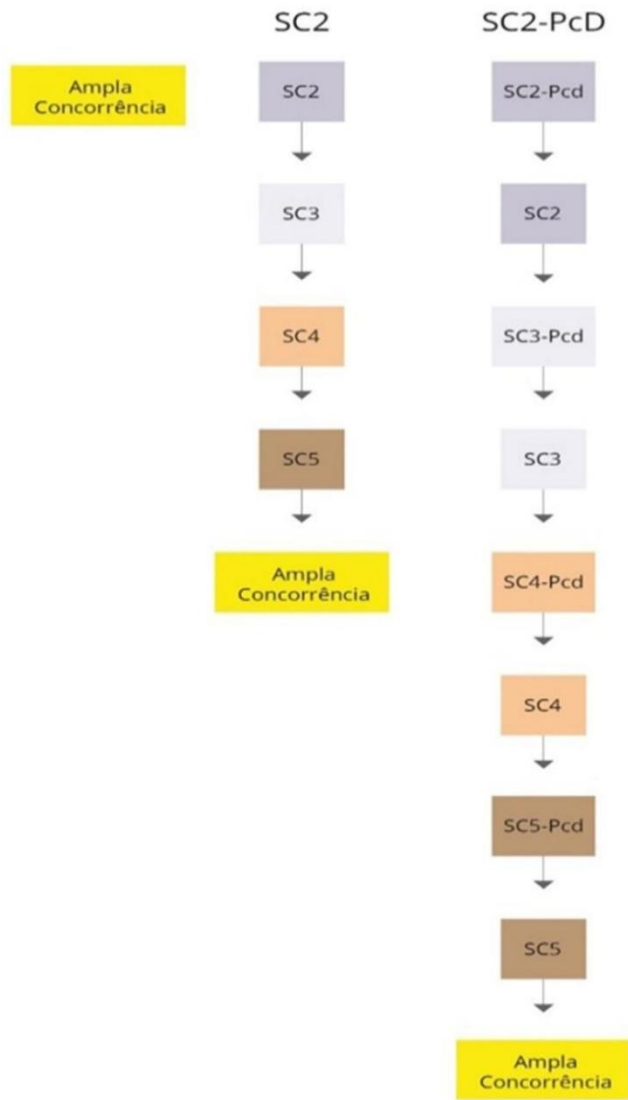 SC2
SC2-PcD
Ampla
Concorrência
SC2
SC3
SC4
SC5
Ampla
Concorrência
SC2-Pcd
SC2
SC3-Pcd
SC3
SC4-Pcd
SC4
SC5-Pcd
SC5
Ampla
Concorrência